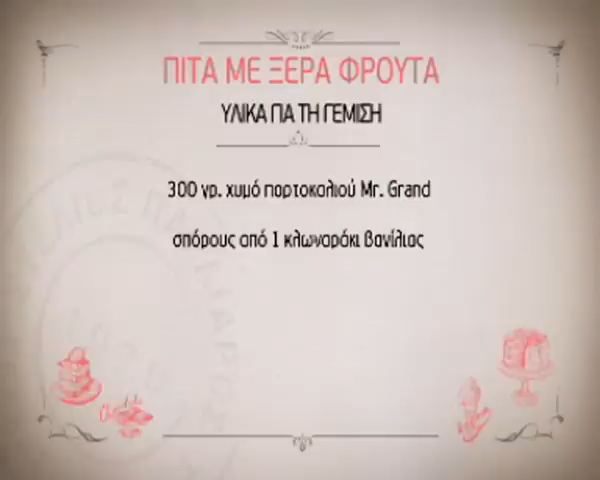 ΠΙΤΑ ΜΕ ΞΕΡΑ ΦΡΟΥΤΑ
ΥΛΙΚΑ ΓΙΑ ΤΗ ΓΕΜΙΣΗ
300 γρ. χυμό πορτοκαλιού Mr. Grand
σπόρους από 1 κλωναράκι βανίλιας